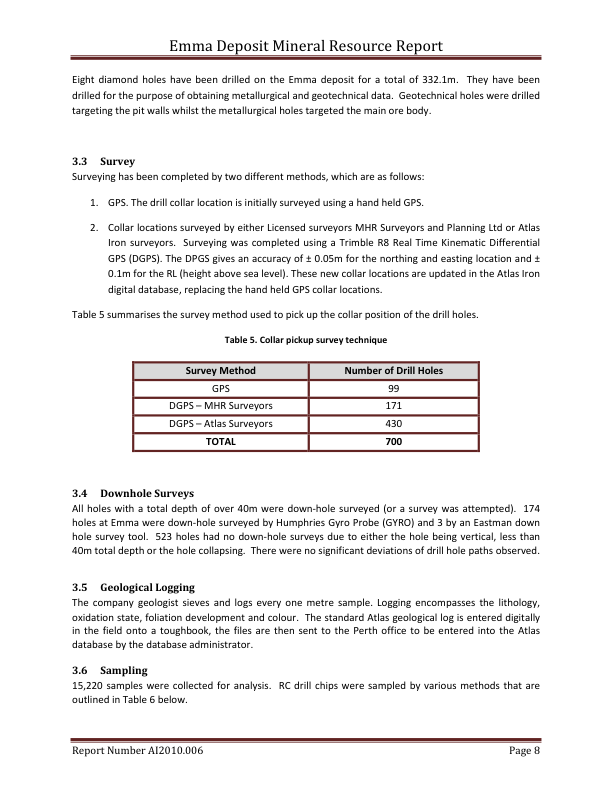 Emma Deposit Mineral Resource Report
Eight diamond holes have been drilled on the Emma deposit for a total of 332.1m.  They have been
drilled for the purpose of obtaining metallurgical and geotechnical data.  Geotechnical holes were drilled
targeting the pit walls whilst the metallurgical holes targeted the main ore body.
3.3 Survey
Surveying has been completed by two different methods, which are as follows:
1. GPS. The drill collar location is initially surveyed using a hand held GPS.
2. Collar locations surveyed by either Licensed surveyors MHR Surveyors and Planning Ltd or Atlas
Iron surveyors.  Surveying was completed using a Trimble R8 Real Time Kinematic Differential
GPS (DGPS). The DPGS gives an accuracy of ± 0.05m for the northing and easting location and ±
0.1m for the RL (height above sea level). These new collar locations are updated in the Atlas Iron
digital database, replacing the hand held GPS collar locations.
Table 5 summarises the survey method used to pick up the collar position of the drill holes.
Table 5. Collar pickup survey technique
Survey Method Number of Drill Holes
GPS 99
DGPS – MHR Surveyors 171
DGPS – Atlas Surveyors 430
TOTAL 700
3.4 Downhole Surveys
All holes with a total depth of over 40m were down-hole surveyed (or a survey was attempted).  174
holes at Emma were down-hole surveyed by Humphries Gyro Probe (GYRO) and 3 by an Eastman down
hole survey tool.  523 holes had no down-hole surveys due to either the hole being vertical, less than
40m total depth or the hole collapsing.  There were no significant deviations of drill hole paths observed.
3.5 Geological Logging
The company geologist sieves and logs every one metre sample. Logging encompasses the lithology,
oxidation state, foliation development and colour.  The standard Atlas geological log is entered digitally
in the field onto a toughbook, the files are then sent to the Perth office to be entered into the Atlas
database by the database administrator.
3.6 Sampling
15,220 samples were collected for analysis.  RC drill chips were sampled by various methods that are
outlined in Table 6 below.
Report Number AI2010.006 Page 8